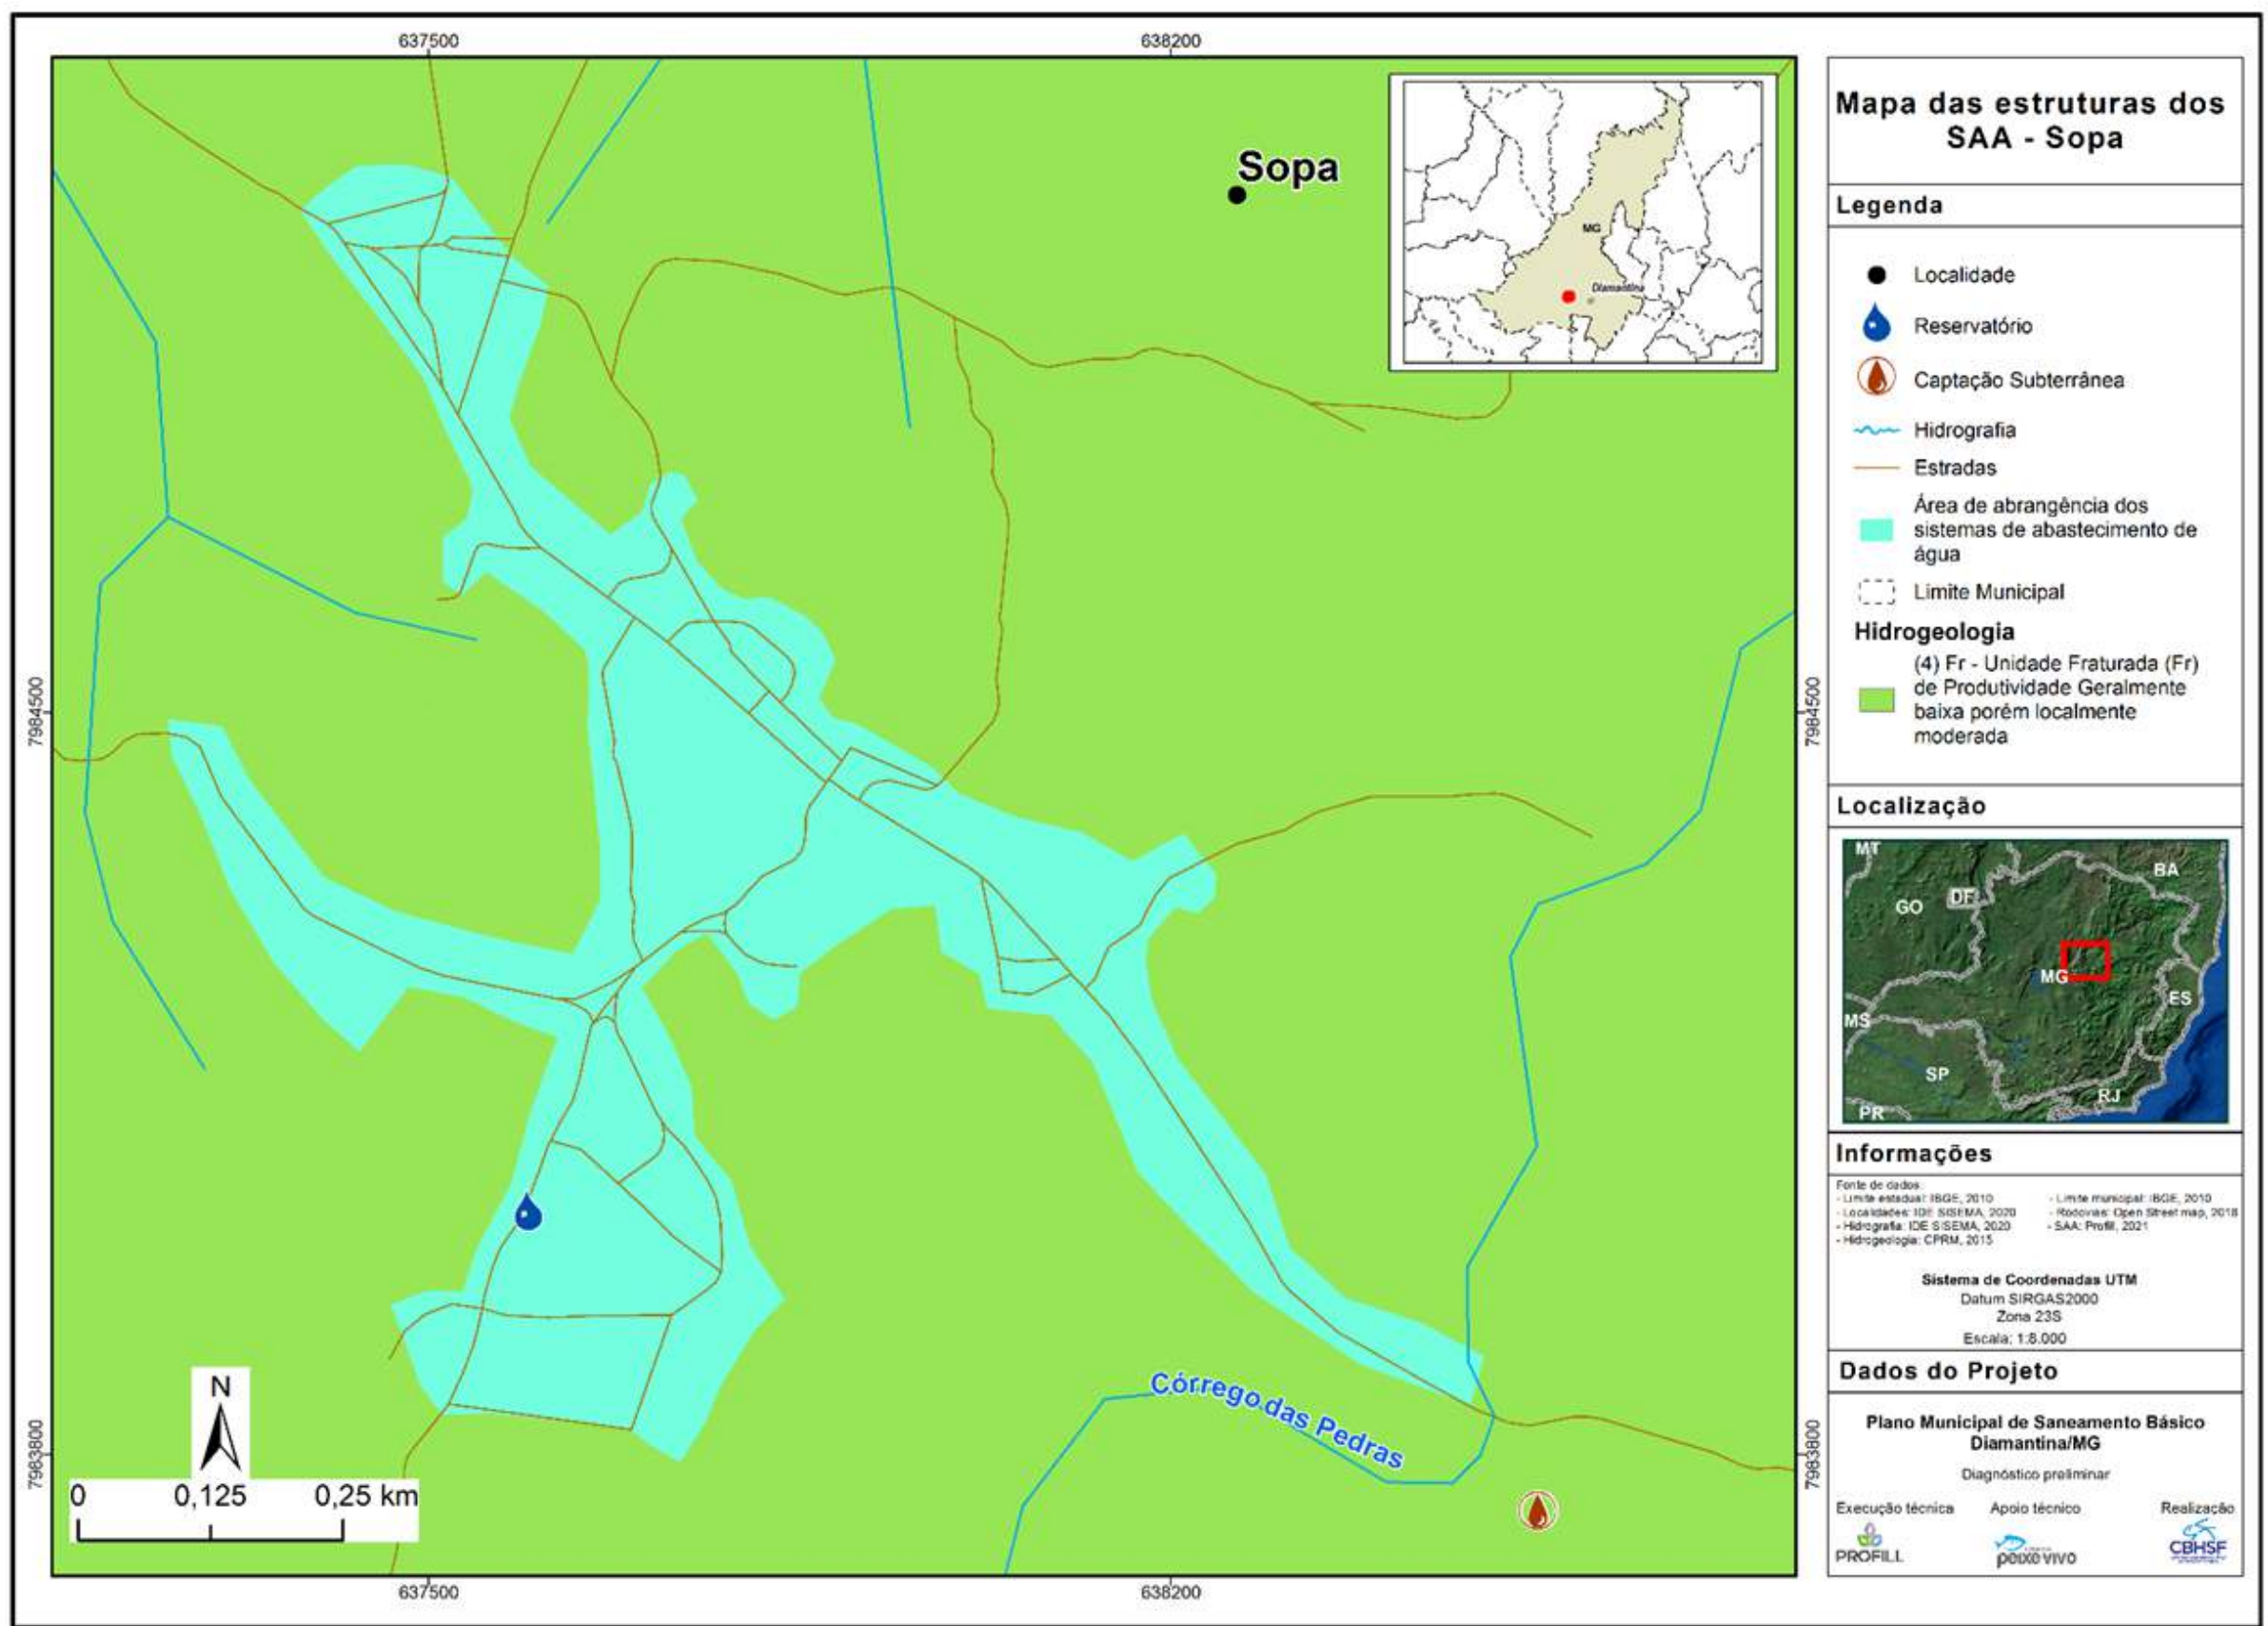 637500
638200
Sopa
MG
Diamantina
7984500
7984500
Córrego das Pedras
7983800
7983800
N
0
0,125
0,25 km
637500
638200
Mapa das estruturas dos
SAA - Sopa
Legenda
Localidade
Reservatório
Captação Subterrânea
Hidrografia
Estradas
Área de abrangência dos
sistemas de abastecimento de
água
Limite Municipal
Hidrogeologia
(4) Fr - Unidade Fraturada (Fr)
de Produtividade Geralmente
baixa porém localmente
moderada
Localização
MT
BA
DF
GO
MG
ES
MS
SP
RJ
PR
Informações
Fonte de dados:
- Limite estadual: IBGE, 2010
- Localidades: IDE SISEMA, 2020
- Hidrografia: IDE SISEMA, 2020
- Hidrogeologia: CPRM, 2015
- Limite municipal: IBGE, 2010
- Rodovias: Open Street map, 2018
- SAA: Profill, 2021
Sistema de Coordenadas UTM
Datum SIRGAS2000
Zona 23S
Escala: 1:8.000
Dados do Projeto
Plano Municipal de Saneamento Básico
Diamantina/MG
Diagnóstico preliminar
Execução técnica
Apoio técnico
Realização
PROFILL
peixe vivo
CBHSF